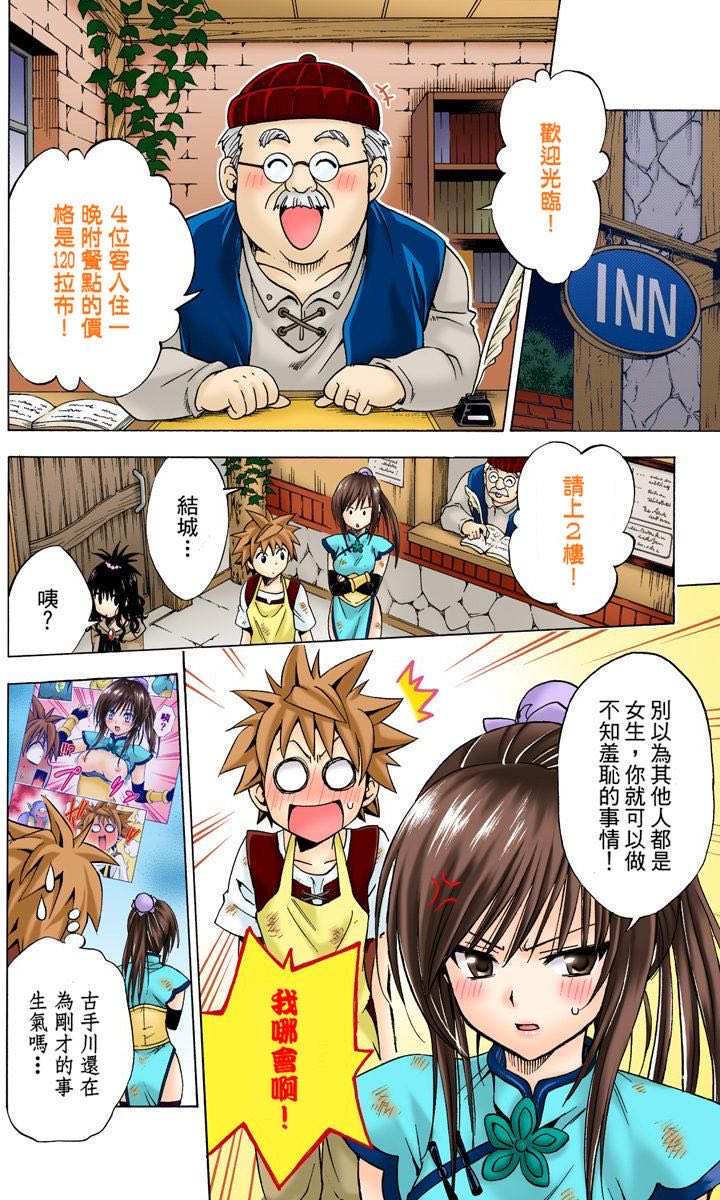 歡迎光臨！
INN
4位客人住一
晚附餐點的價
格是120拉布！
請上2樓！
結城…
咦？
別以為其他人都是
女生，你就可以做
不知羞恥的事情！
我哪會啊！
咦？
!?
古手川還在
為剛才的事
生氣嗎…